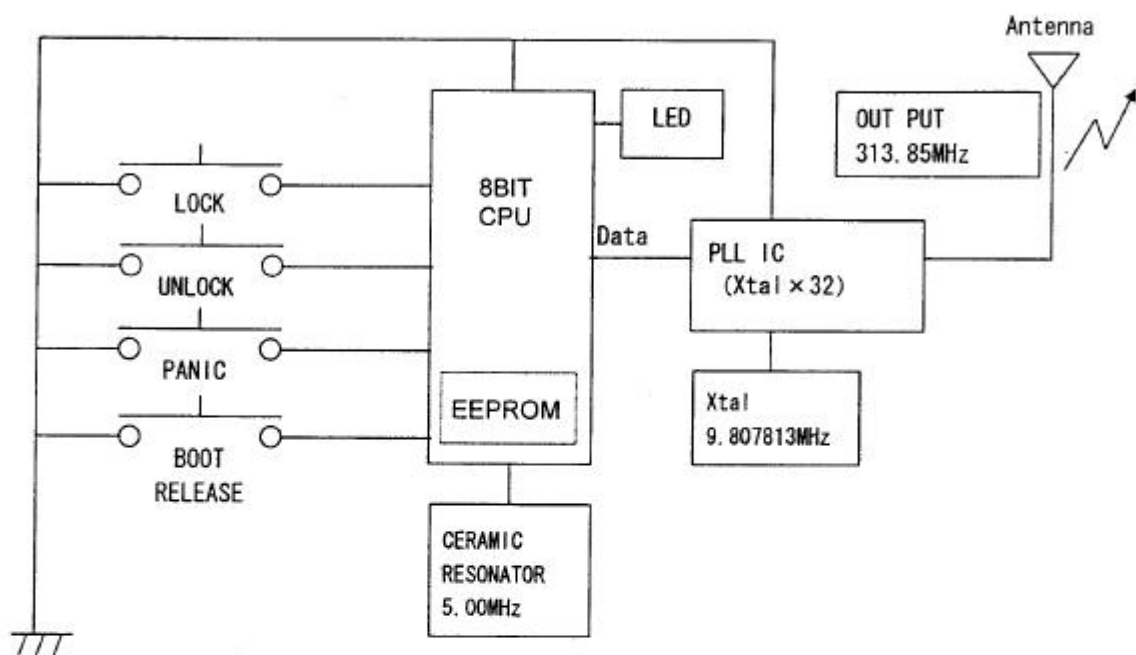 Antenna
LED
OUT PUT
313.85MHz
LOCK
8BIT
CPU
Data
PLL IC
(Xtal×32)
UNLOCK
PANIC
EEPROM
Xtal
9.807813MHz
BOOT
RELEASE
CERAMIC
RESONATOR
5.00MHz